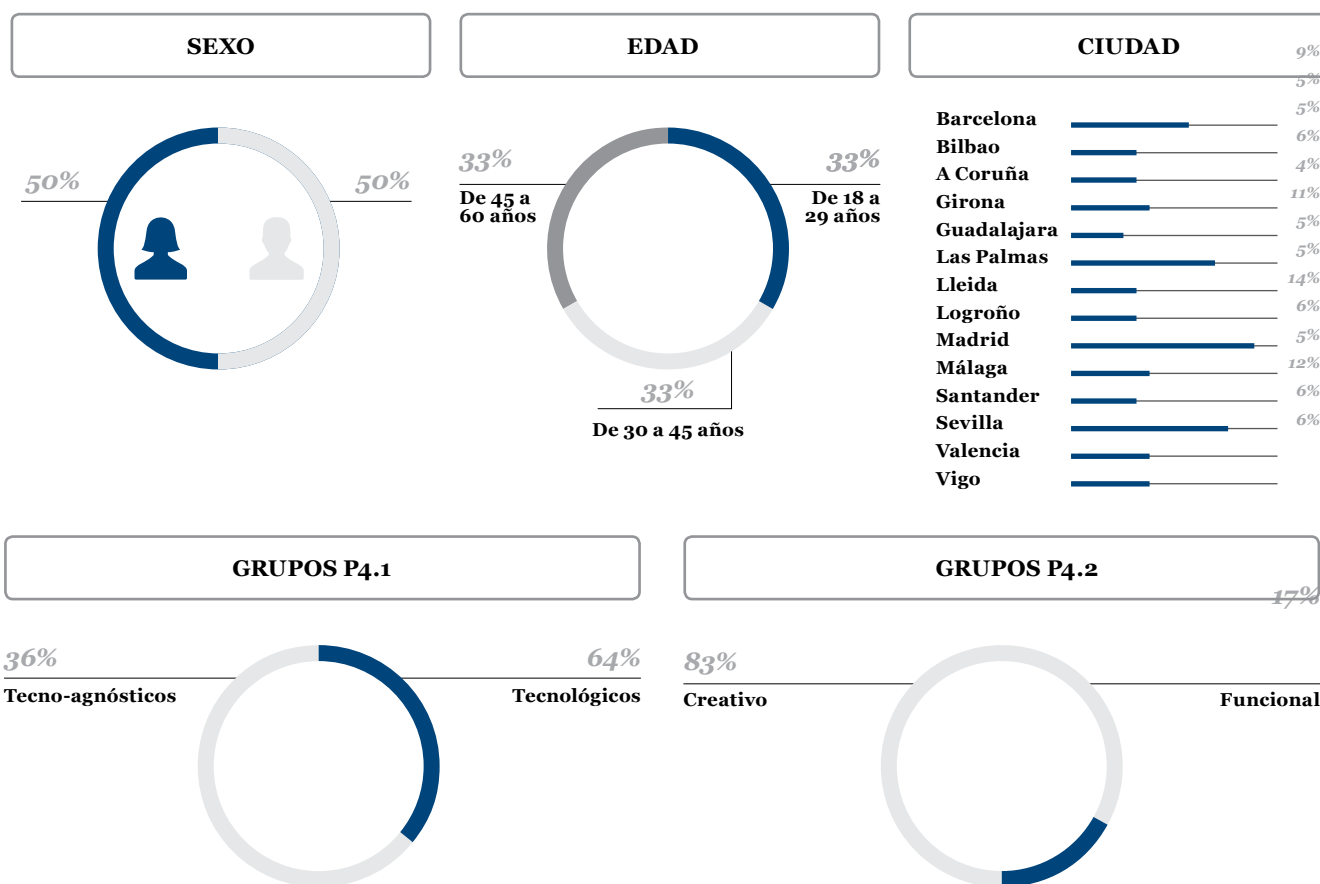 SEXO
50%
50%
EDAD
33%
De 45 a
60 años
33%
De 18 a
29 años
33%
De 30 a 45 años
CIUDAD
9%
5%
5%
6%
4%
11%
5%
5%
14%
6%
5%
12%
6%
6%
Barcelona
Bilbao
A Coruña
Girona
Guadalajara
Las Palmas
Lleida
Logroño
Madrid
Málaga
Santander
Sevilla
Valencia
Vigo
GRUPOS P4.1
36%
Tecno-agnósticos
64%
Tecnológicos
GRUPOS P4.2
17%
83%
Creativo
Funcional